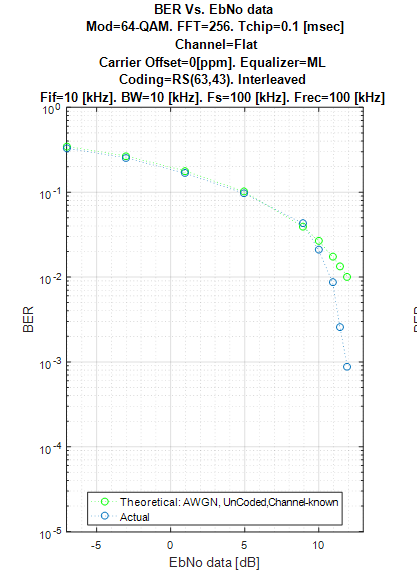 BER Vs. EbNo data
Mod=64-QAM. FFT=256. Tchip=0.1 [msec]
Channel=Flat
Carrier Offset=0[ppm]. Equalizer=ML
Coding=RS(63,43). Interleaved
Fif=10 [kHz]. BW=10 [kHz]. Fs=100 [kHz]. Frec=100 [kHz]
10^0
10^-1
10^-2
10^-3
10^-4
10^-5
BER
Theoretical: AWGN, UnCoded,Channel-known
Actual
-5
0
5
10
EbNo data [dB]